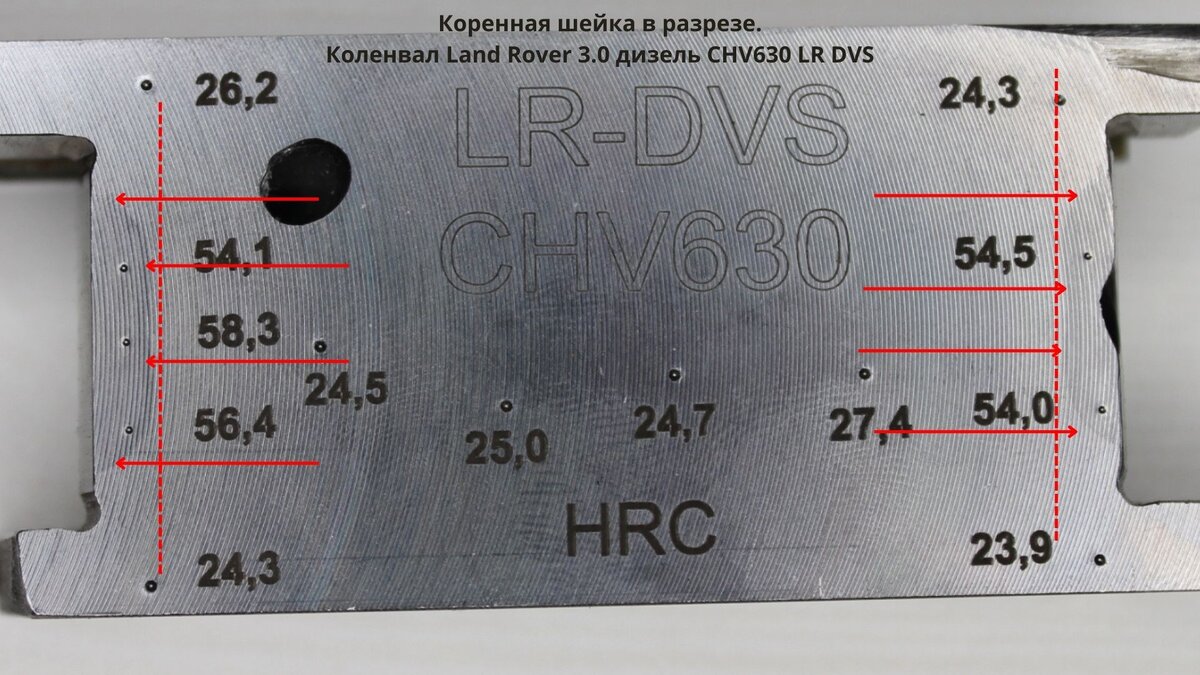 Коренная шейка в разрезе.
Коленвал Land Rover 3.0 дизель CHV630 LR DVS
26,2
24,3
LR-DVS
CHV630
54,1
54,5
58,3
24,5
56,4
25,0
24,7
27,4
54,0
HRC
24,3
23,9